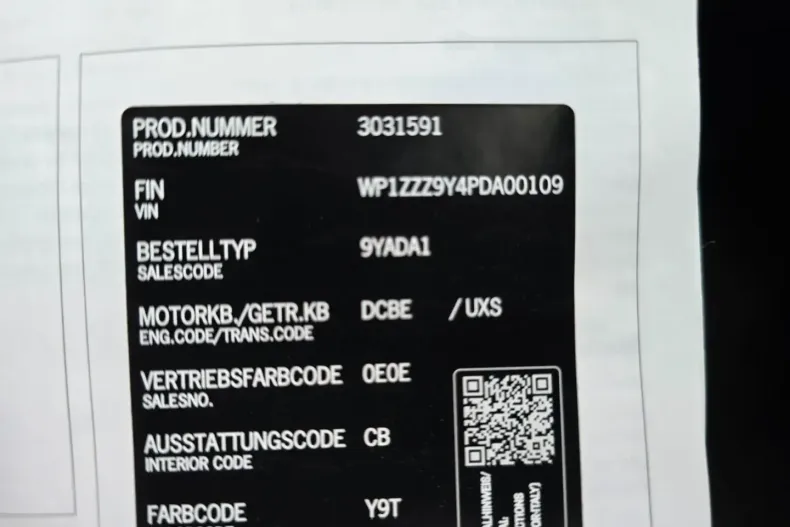 PROD.NUMMER 3031591
PROD.NUMBER
FIN WP1ZZZ9Y4PDA00109
VIN
BESTELLTYP 9YADA1
SALESCODE
MOTORKB./GETR.KB DCBE /UXS
ENG.CODE/TRANS.CODE
VERTRIEBSFARBCODE 0E0E
SALESNO.
AUSSTATTUNGSCODE CB
INTERIOR CODE
FARBCODE Y9T